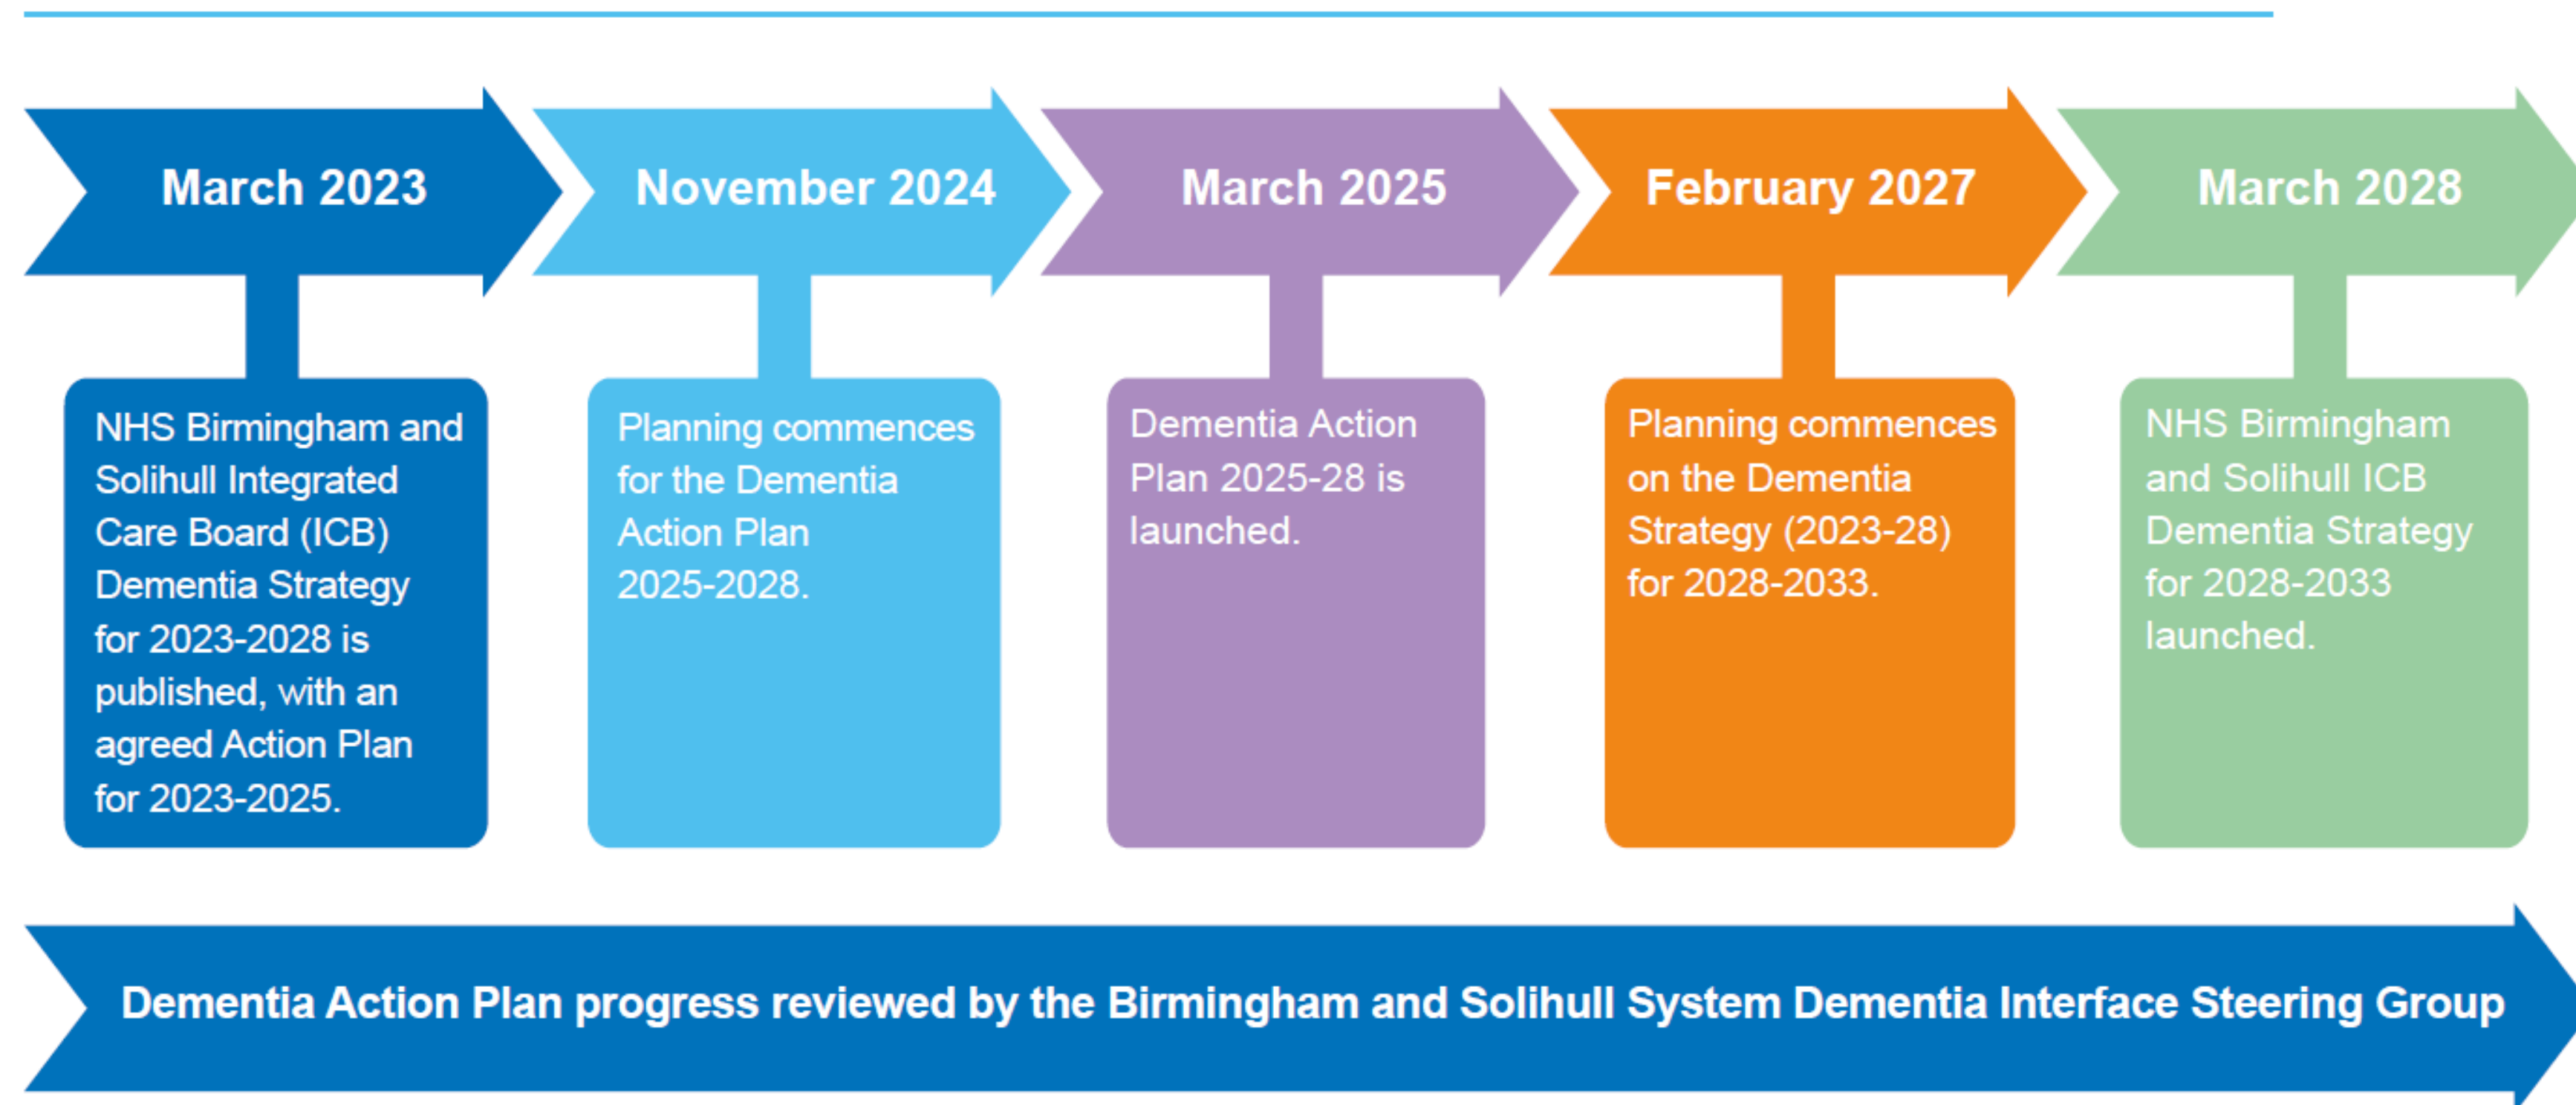 March 2023
November 2024
March 2025
February 2027
March 2028
NHS Birmingham and
Solihull Integrated
Care Board (ICB)
Dementia Strategy
for 2023-2028 is
published, with an
agreed Action Plan
for 2023-2025.
Planning commences
for the Dementia
Action Plan
2025-2028.
Dementia Action
Plan 2025-28 is
launched.
Planning commences
on the Dementia
Strategy (2023-28)
for 2028-2033.
NHS Birmingham
and Solihull ICB
Dementia Strategy
for 2028-2033
launched.
Dementia Action Plan progress reviewed by the Birmingham and Solihull System Dementia Interface Steering Group